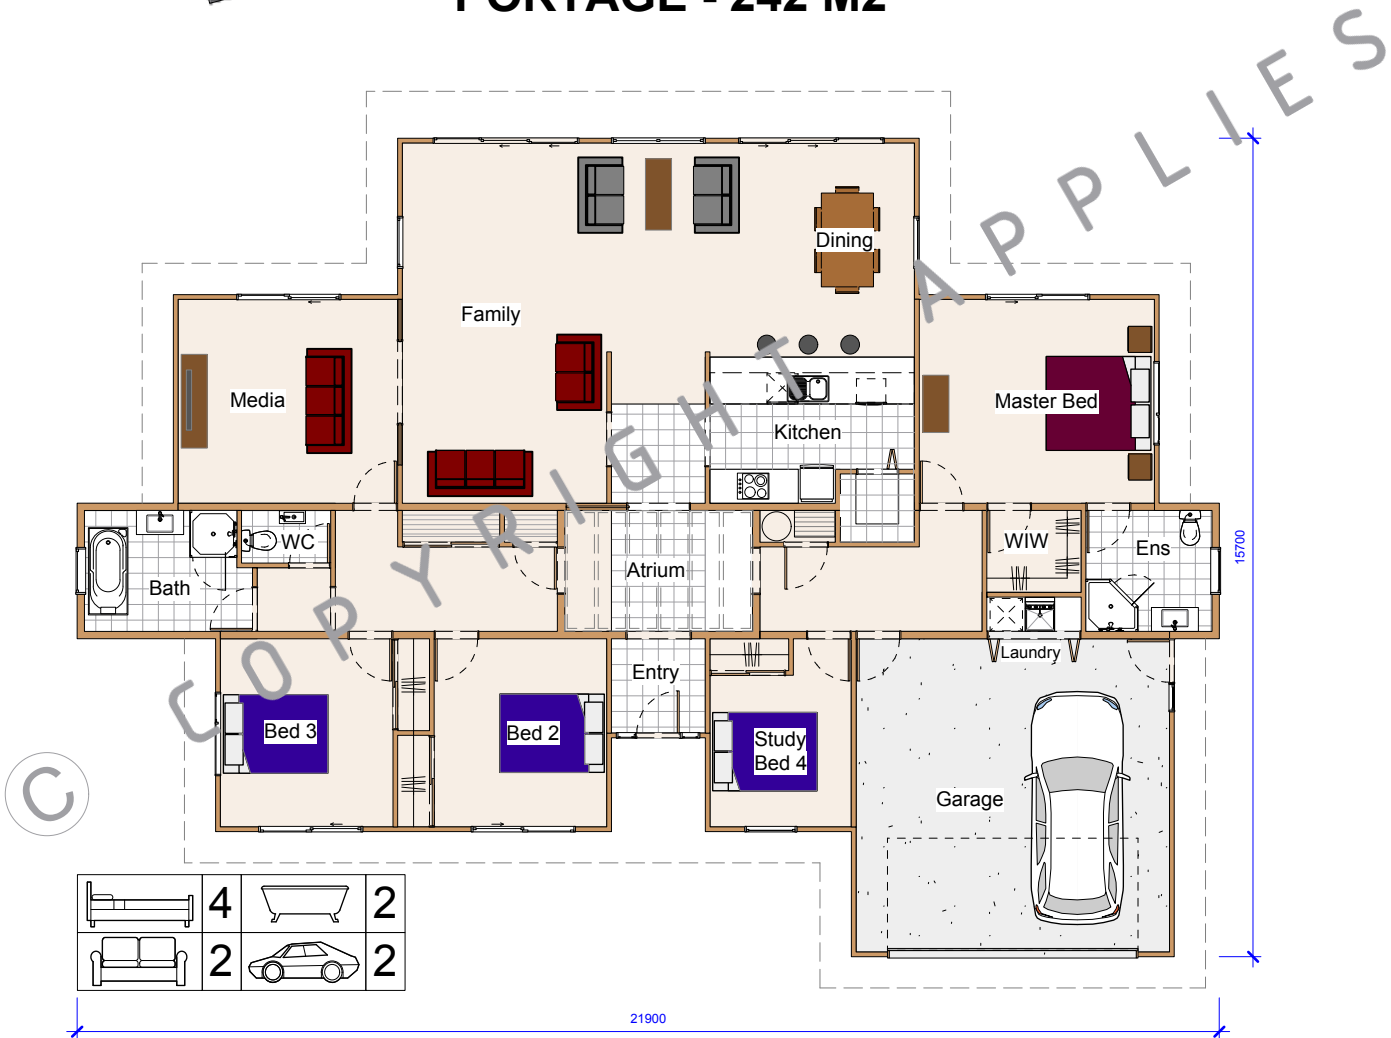 PORTAGE - 242 M2
Dining
Family
Media
Master Bed
Kitchen
WC
WIW
Ens
Bath
Atrium
Laundry
Entry
Bed 3
Bed 2
Study
Bed 4
Garage
15700
21900
4
2
2
2
© COPYRIGHT APPLIES